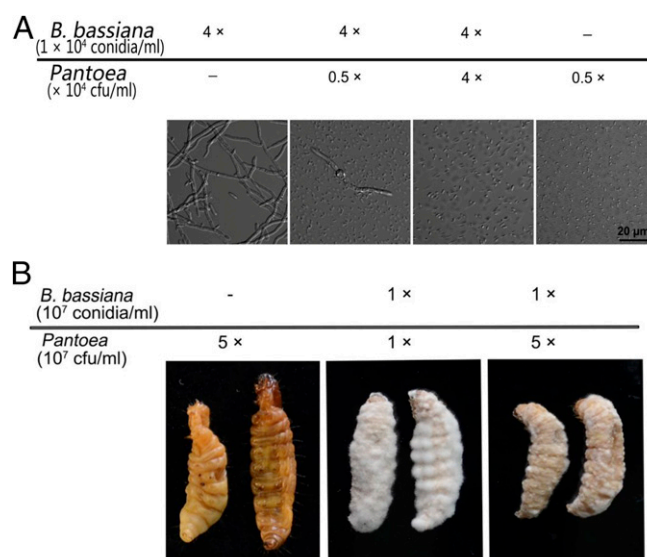 A
B. bassiana 4 × 4 × 4 × –
(1 × 10⁴ conidia/ml)
Pantoea – 0.5 × 4 × 0.5 ×
(× 10⁴ cfu/ml)
20 µm
B
B. bassiana - 1 × 1 ×
(10⁷ conidia/ml)
Pantoea 5 × 1 × 5 ×
(10⁷ cfu/ml)